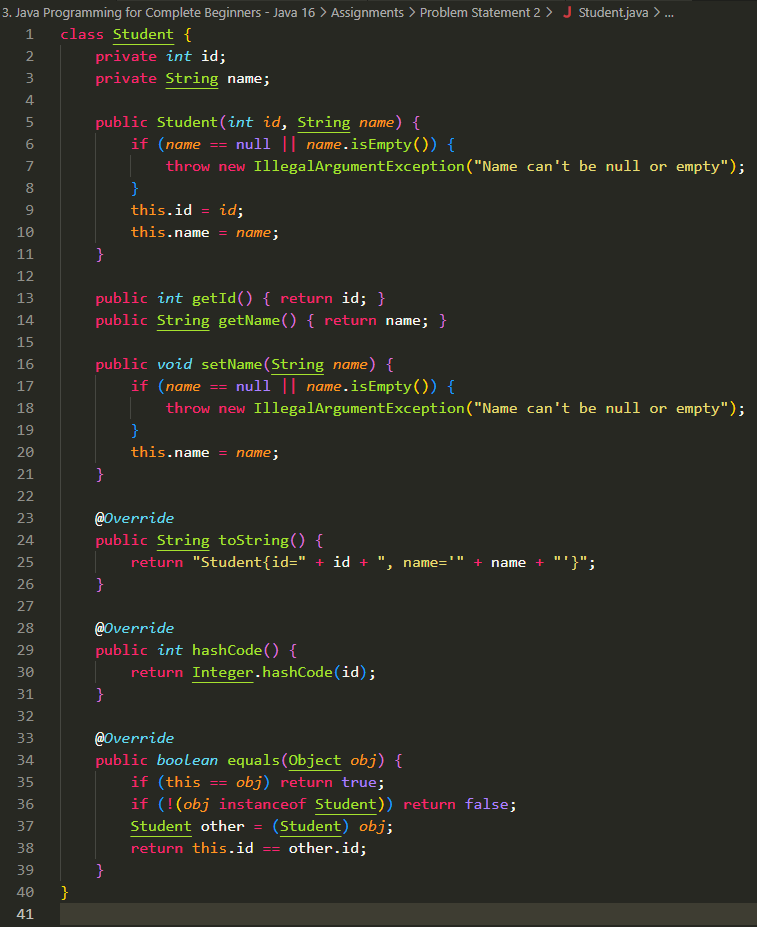 3. Java Programming for Complete Beginners - Java 16 > Assignments > Problem Statement 2 > J Student.java > ...
1 class Student {
2 private int id;
3 private String name;
4
5 public Student(int id, String name) {
6 if (name == null || name.isEmpty()) {
7 throw new IllegalArgumentException("Name can't be null or empty");
8 }
9 this.id = id;
10 this.name = name;
11 }
12
13 public int getId() { return id; }
14 public String getName() { return name; }
15
16 public void setName(String name) {
17 if (name == null || name.isEmpty()) {
18 throw new IllegalArgumentException("Name can't be null or empty");
19 }
20 this.name = name;
21 }
22
23 @Override
24 public String toString() {
25 return "Student{id=" + id + ", name='" + name + "'}";
26 }
27
28 @Override
29 public int hashCode() {
30 return Integer.hashCode(id);
31 }
32
33 @Override
34 public boolean equals(Object obj) {
35 if (this == obj) return true;
36 if (!(obj instanceof Student)) return false;
37 Student other = (Student) obj;
38 return this.id == other.id;
39 }
40 }
41